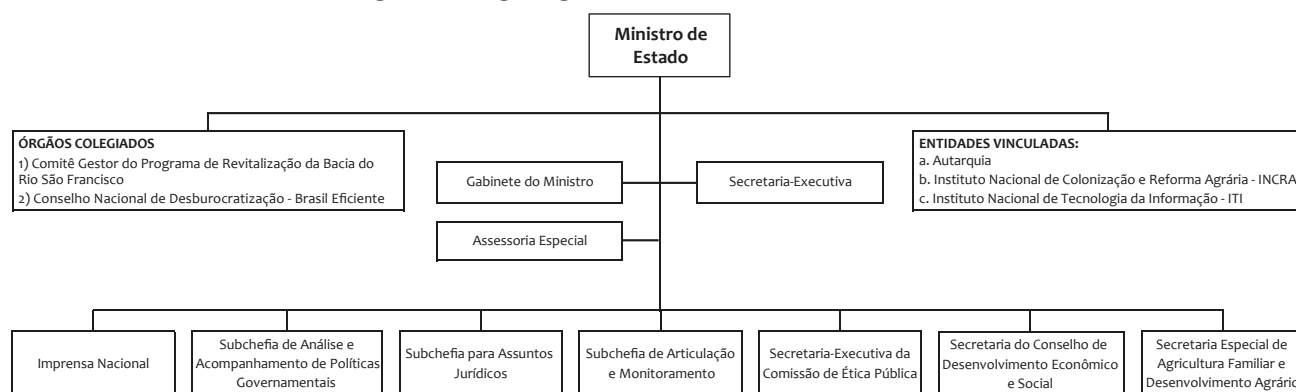 Ministro de
Estado
ÓRGÃOS COLEGIADOS
1) Comitê Gestor do Programa de Revitalização da Bacia do
Rio São Francisco
2) Conselho Nacional de Desburocratização - Brasil Eficiente
ENTIDADES VINCULADAS:
a. Autarquia
b. Instituto Nacional de Colonização e Reforma Agrária - INCRA
c. Instituto Nacional de Tecnologia da Informação - ITI
Gabinete do Ministro
Secretaria-Executiva
Assessoria Especial
Imprensa Nacional
Subchefia de Análise e
Acompanhamento de Políticas
Governamentais
Subchefia para Assuntos
Jurídicos
Subchefia de Articulação
e Monitoramento
Secretaria-Executiva da
Comissão de Ética Pública
Secretaria do Conselho de
Desenvolvimento Econômico
e Social
Secretaria Especial de
Agricultura Familiar e
Desenvolvimento Agrário